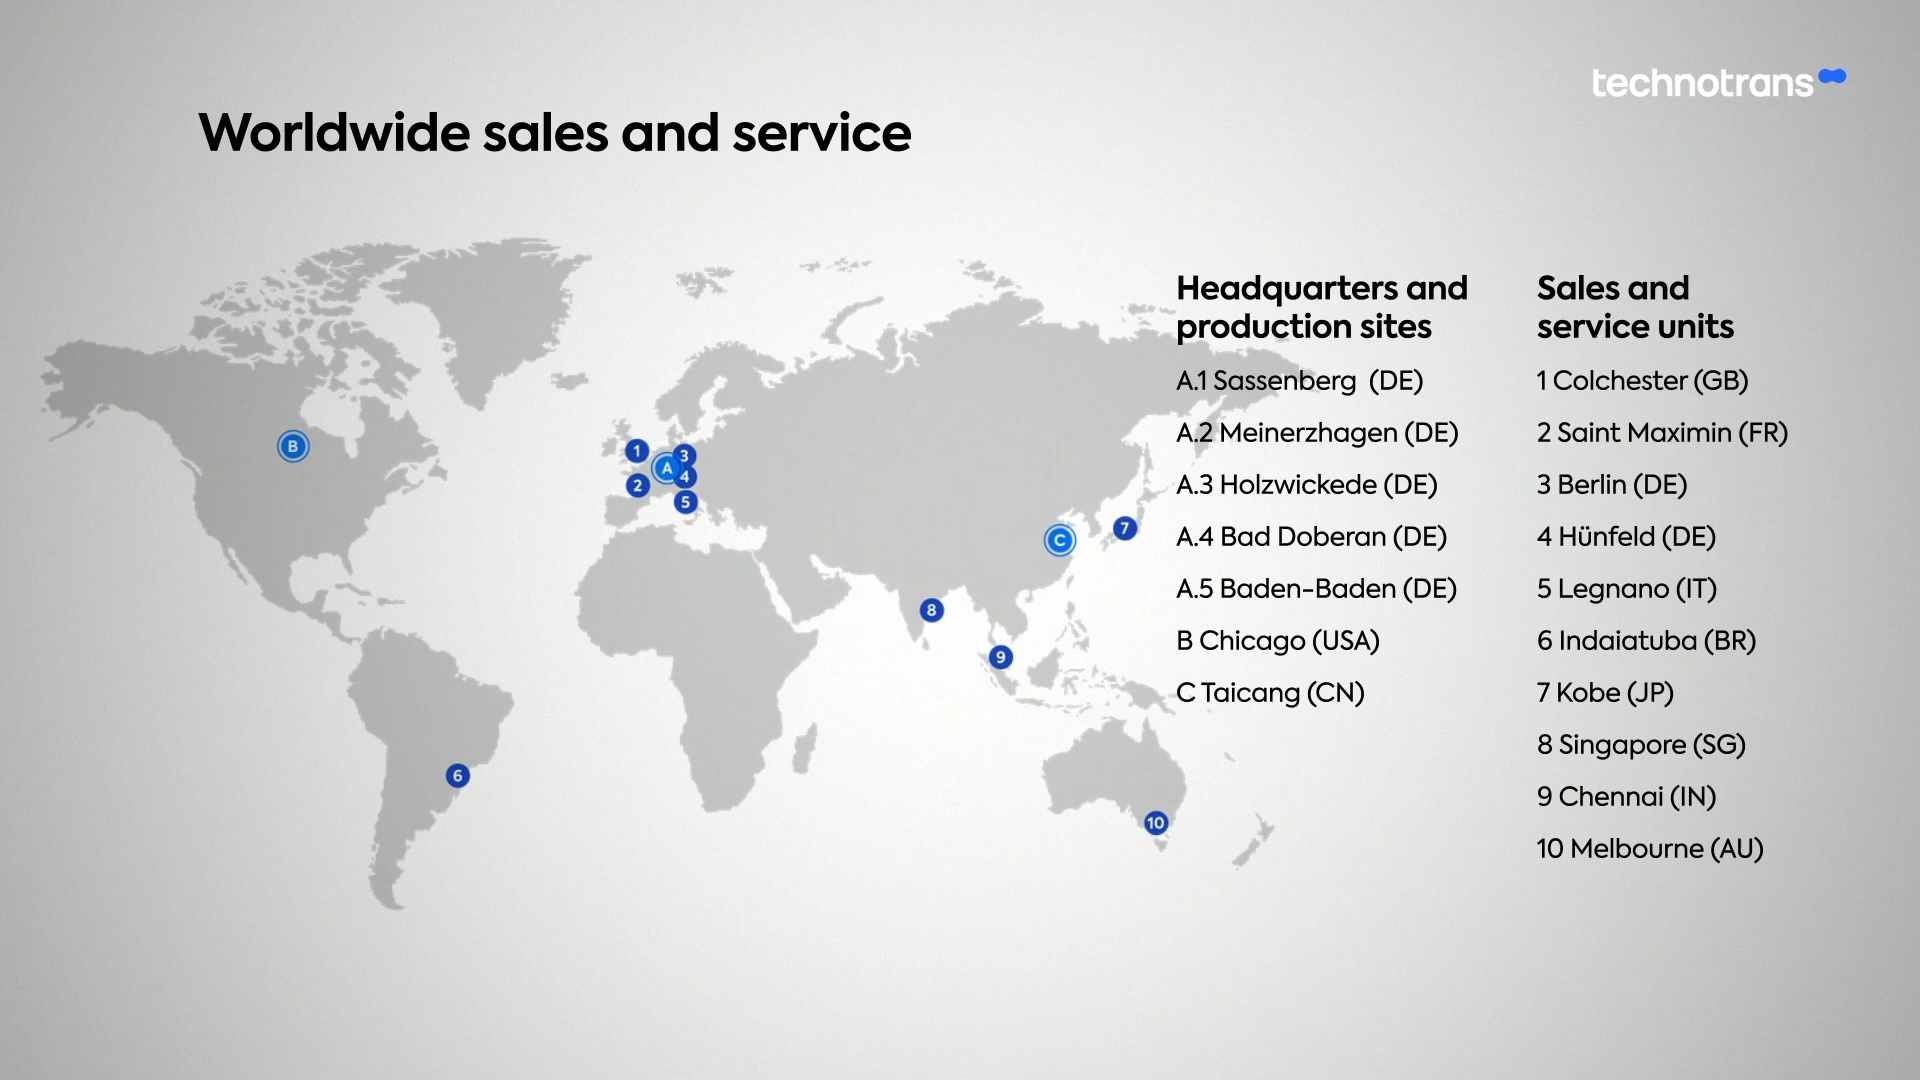 technotrans
Worldwide sales and service
Headquarters and
production sites
A.1 Sassenberg (DE)
A.2 Meinerzhagen (DE)
A.3 Holzwickede (DE)
A.4 Bad Doberan (DE)
A.5 Baden-Baden (DE)
B Chicago (USA)
C Taicang (CN)
Sales and
service units
1 Colchester (GB)
2 Saint Maximin (FR)
3 Berlin (DE)
4 Hünfeld (DE)
5 Legnano (IT)
6 Indaiatuba (BR)
7 Kobe (JP)
8 Singapore (SG)
9 Chennai (IN)
10 Melbourne (AU)
B
1
3
A
4
2
5
7
C
8
9
6
10